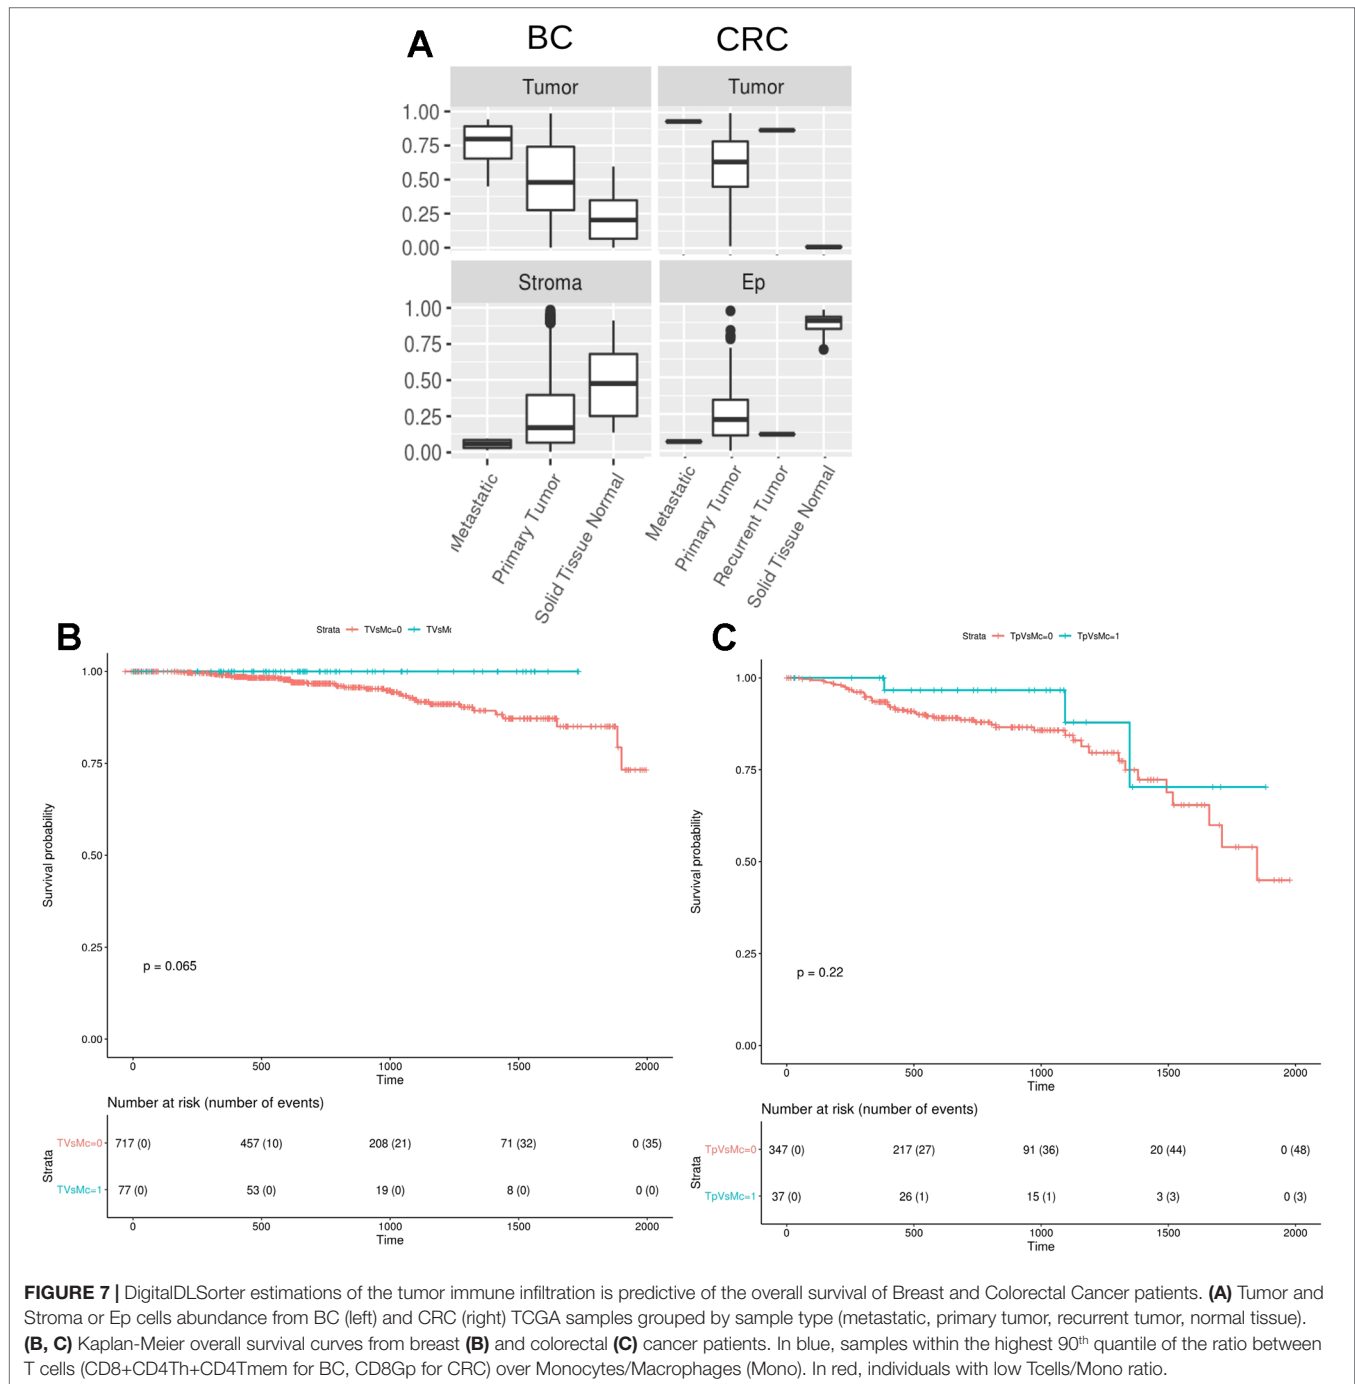 A
BC
CRC
Tumor
Tumor
1.00
0.75
0.50
0.25
0.00
Stroma
Ep
1.00
0.75
0.50
0.25
0.00
Metastatic
Primary Tumor
Solid Tissue Normal
Metastatic
Primary Tumor
Recurrent Tumor
Solid Tissue Normal
B
Strata TVsMc=0 TVsMc
1.00
0.75
0.50
0.25
0.00
Survival probability
p = 0.065
0 500 1000 1500 2000
Time
Number at risk (number of events)
Strata
TVsMc=0 717 (0) 457 (10) 208 (21) 71 (32) 0 (35)
TVsMc=1 77 (0) 53 (0) 19 (0) 8 (0) 0 (0)
0 500 1000 1500 2000
Time
C
Strata TpVsMc=0 TpVsMc=1
1.00
0.75
0.50
0.25
0.00
Survival probability
p = 0.22
0 500 1000 1500 2000
Time
Number at risk (number of events)
Strata
TpVsMc=0 347 (0) 217 (27) 91 (36) 20 (44) 0 (48)
TpVsMc=1 37 (0) 26 (1) 15 (1) 3 (3) 0 (3)
0 500 1000 1500 2000
Time
FIGURE 7 | DigitalDLSorter estimations of the tumor immune infiltration is predictive of the overall survival of Breast and Colorectal Cancer patients. (A) Tumor and
Stroma or Ep cells abundance from BC (left) and CRC (right) TCGA samples grouped by sample type (metastatic, primary tumor, recurrent tumor, normal tissue).
(B, C) Kaplan-Meier overall survival curves from breast (B) and colorectal (C) cancer patients. In blue, samples within the highest 90th quantile of the ratio between
T cells (CD8+CD4Th+CD4Tmem for BC, CD8Gp for CRC) over Monocytes/Macrophages (Mono). In red, individuals with low Tcells/Mono ratio.